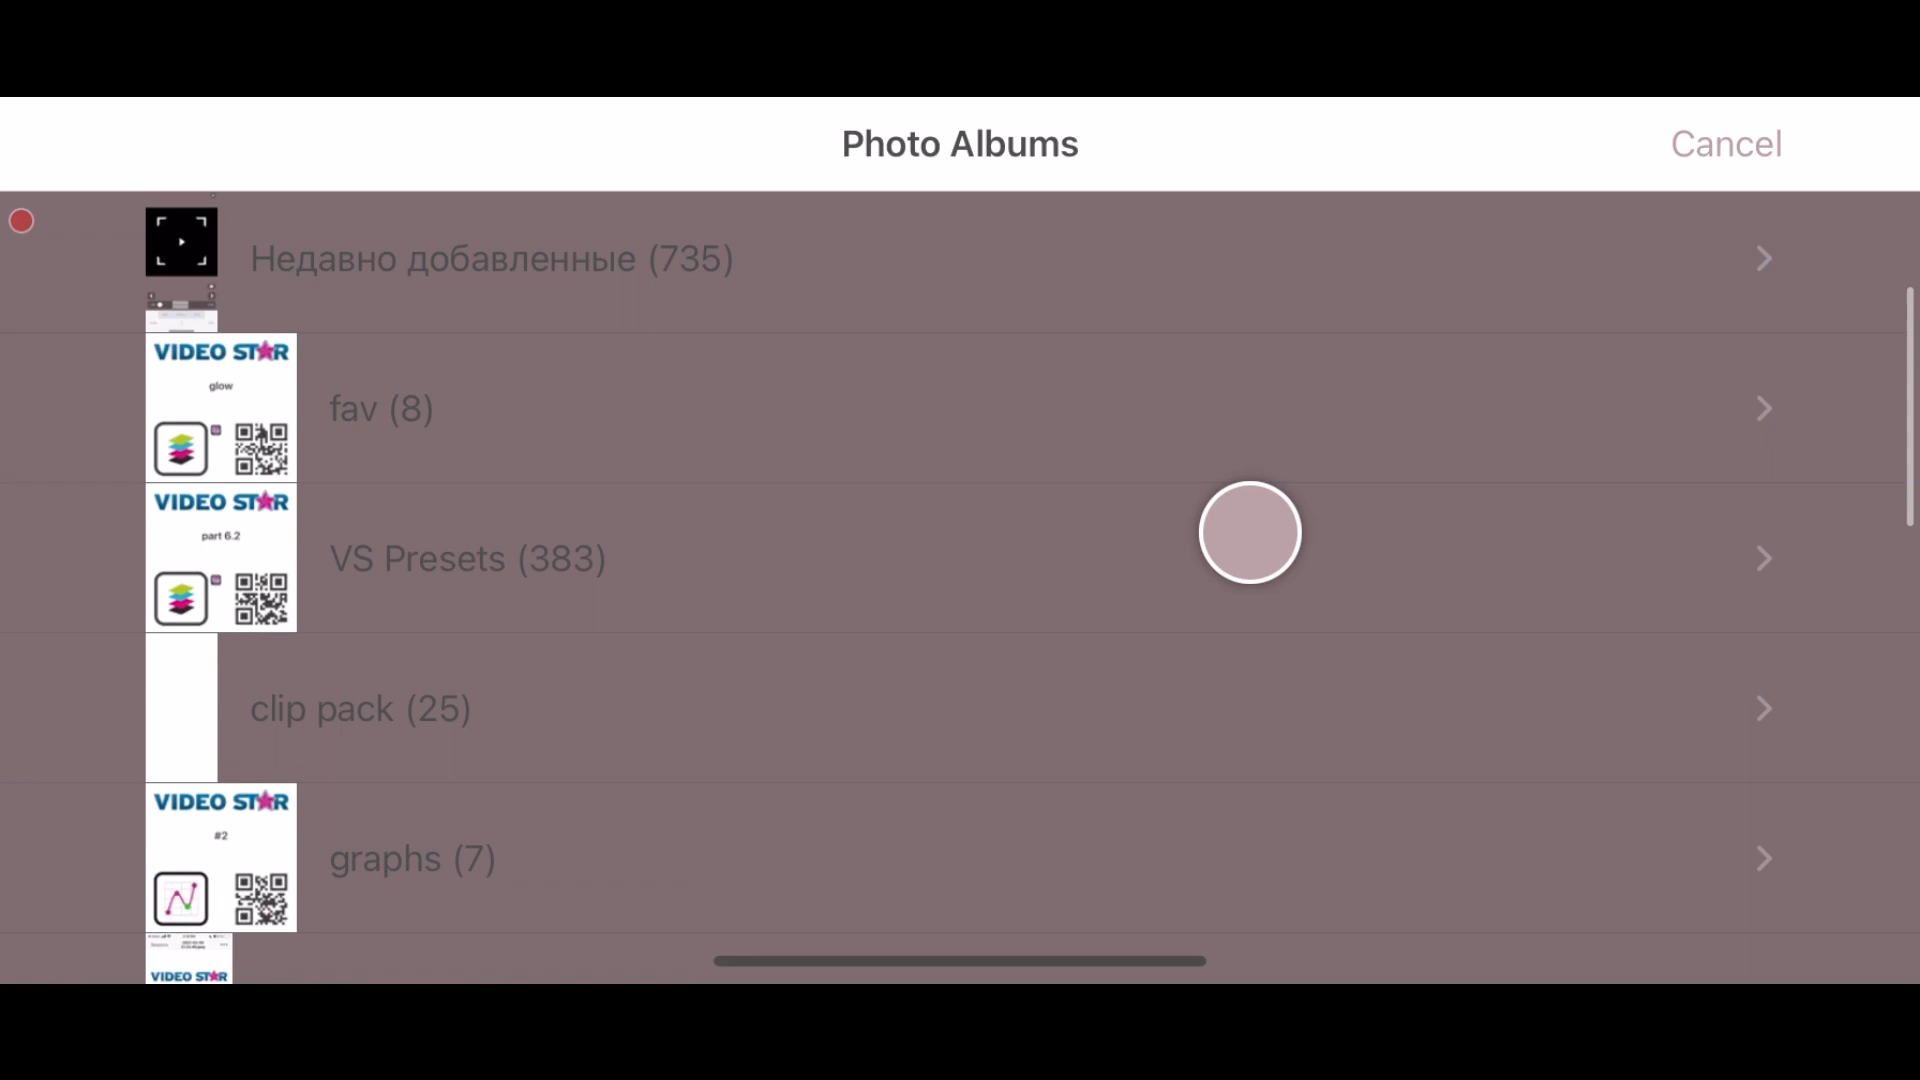 Photo Albums
Cancel
Недавно добавленные (735)
VIDEO STAR
glow
fav (8)
VIDEO STAR
part 6.2
VS Presets (383)
clip pack (25)
VIDEO STAR
#2
graphs (7)
VIDEO STAR